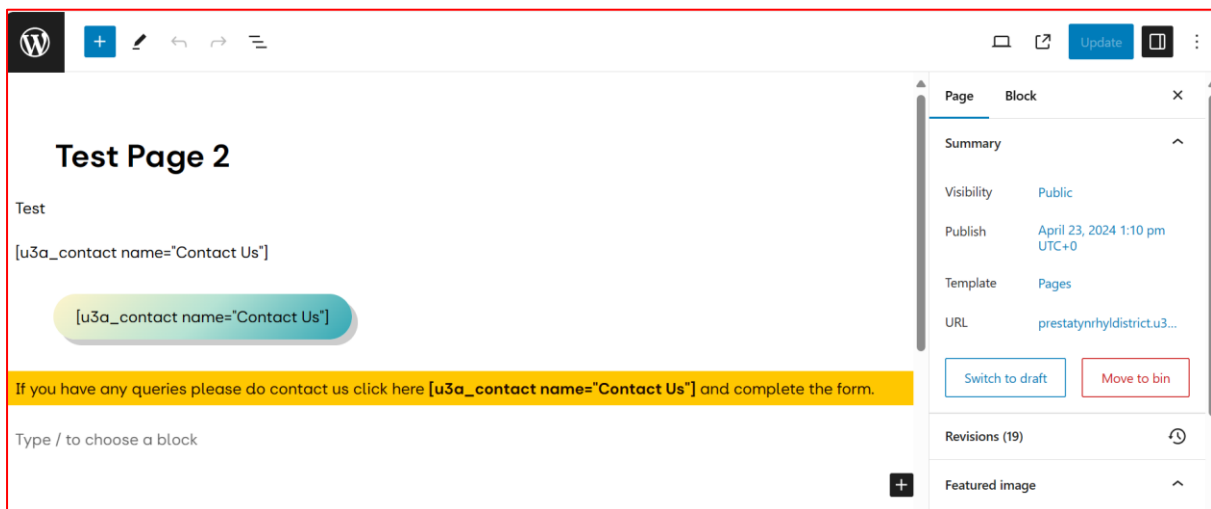 Update
Page Block
Test Page 2
Summary
Visibility Public
Test
Publish April 23, 2024 1:10 pm
UTC+0
[u3a_contact name="Contact Us"]
Template Pages
[u3a_contact name="Contact Us"]
URL prestatynrhyldistrict.u3...
Switch to draft Move to bin
If you have any queries please do contact us click here [u3a_contact name="Contact Us"] and complete the form.
Type / to choose a block
Revisions (19)
Featured image